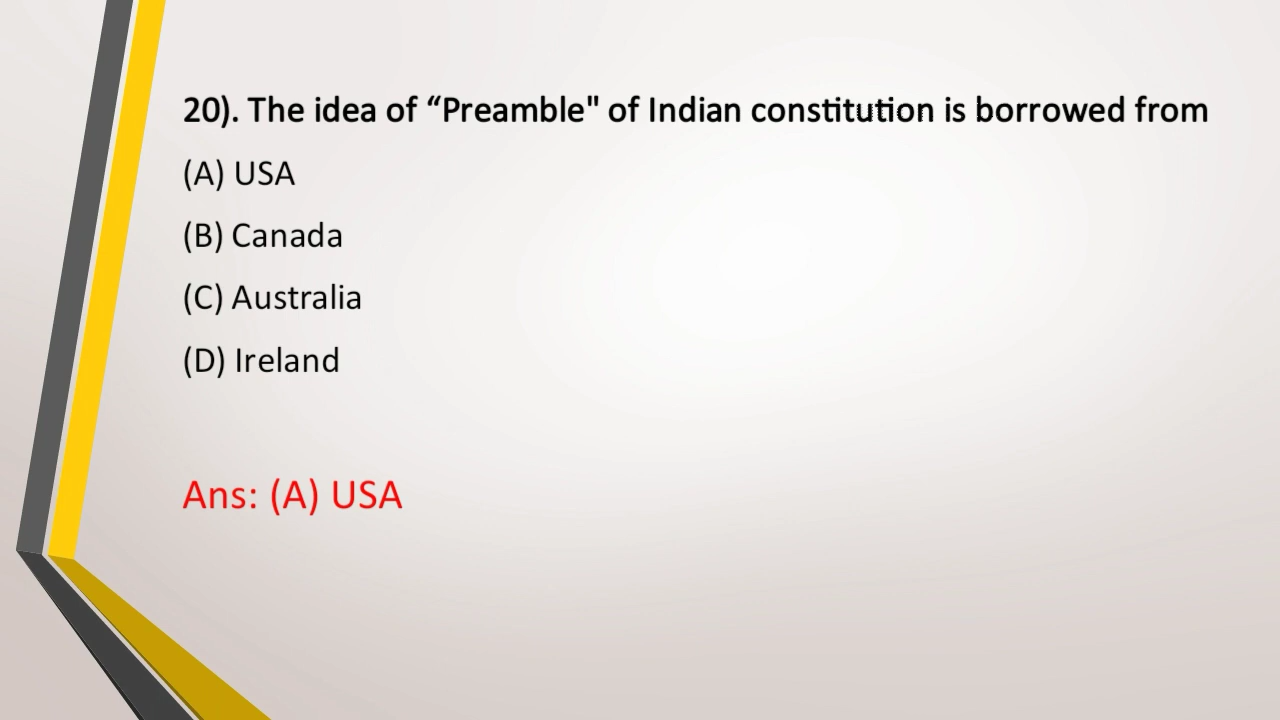 20). The idea of “Preamble" of Indian constitution is borrowed from
(A) USA
(B) Canada
(C) Australia
(D) Ireland
Ans: (A) USA